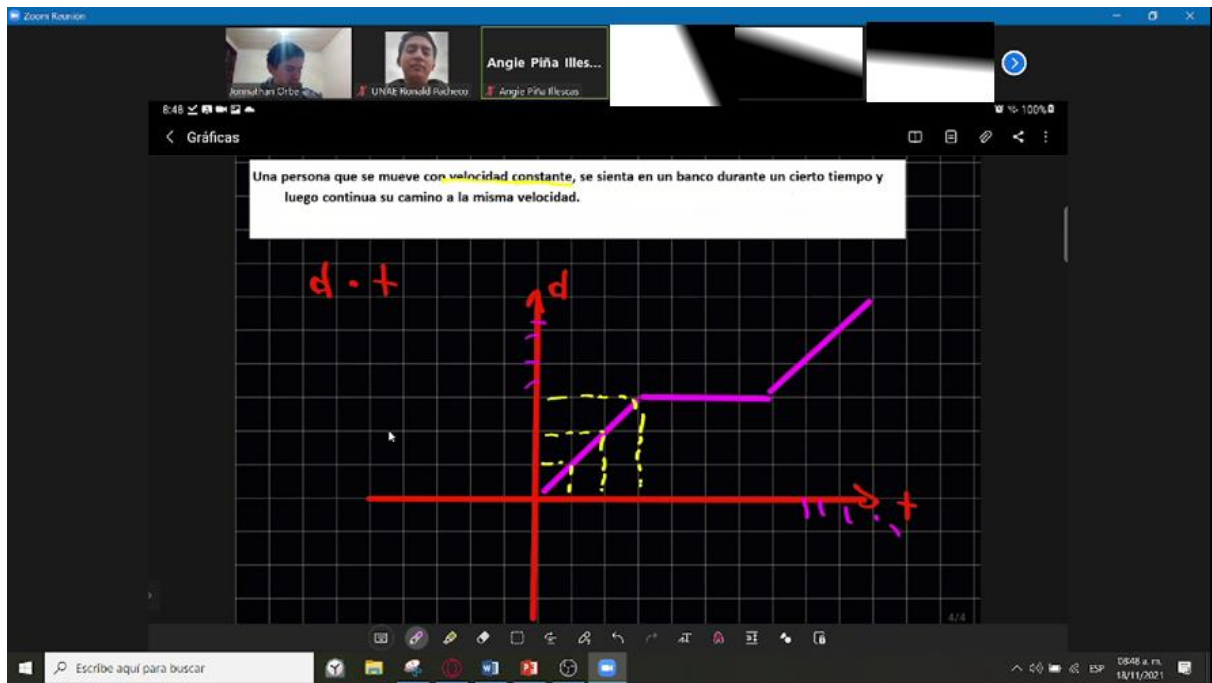 Zoom Reunión
Jonnathan Orbe
UNAE Ronald Pacheco
Angie Piña Illes...
Angie Piña Illescas
8:48
100%
Gráficas
Una persona que se mueve con velocidad constante, se sienta en un banco durante un cierto tiempo y
luego continua su camino a la misma velocidad.
d · t
d
t
4/4
Escribe aquí para buscar
ESP
08:48 a. m.
18/11/2021